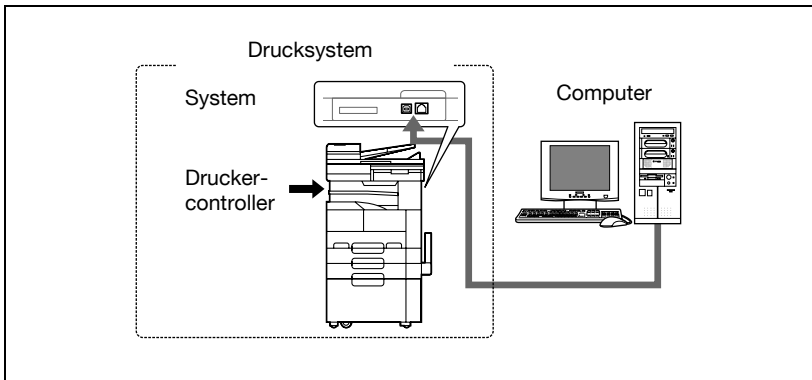 Drucksystem
System
Computer
Drucker-
controller